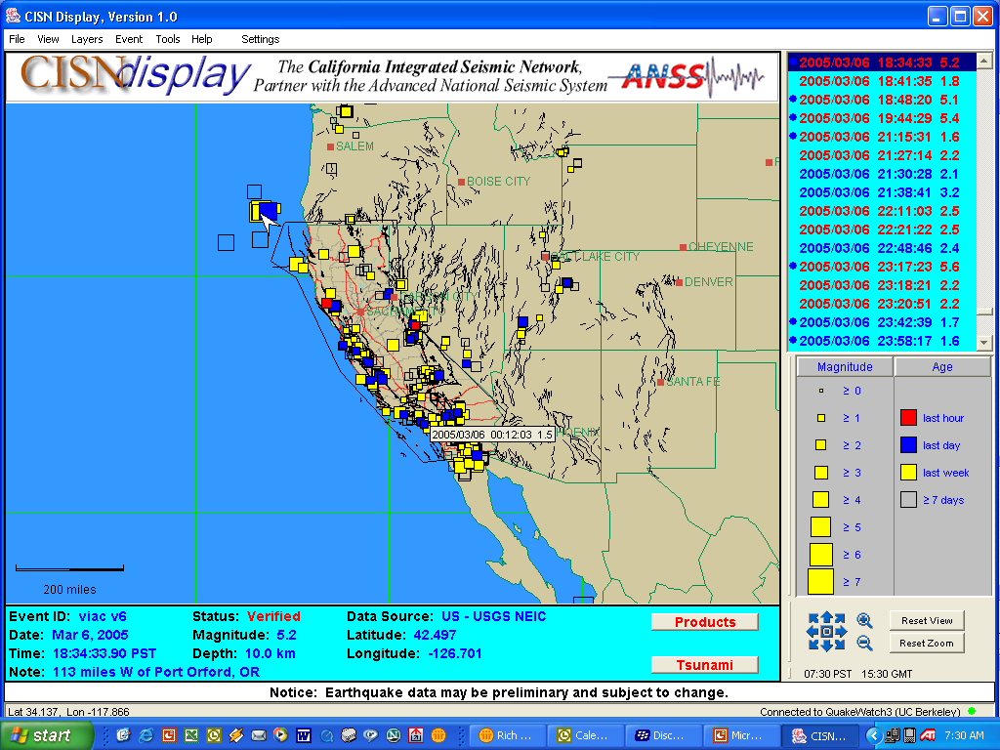 CISN Display, Version 1.0
File View Layers Event Tools Help Settings
CISNdisplay
The California Integrated Seismic Network,
Partner with the Advanced National Seismic System
ANSS
2005/03/06 18:34:33 5.2
2005/03/06 18:41:35 1.8
2005/03/06 18:48:20 5.1
2005/03/06 19:44:29 5.4
2005/03/06 21:15:31 1.6
2005/03/06 21:27:14 2.2
2005/03/06 21:30:28 2.1
2005/03/06 21:38:41 3.2
2005/03/06 22:11:03 2.5
2005/03/06 22:21:22 2.5
2005/03/06 22:48:46 2.4
2005/03/06 23:17:23 5.6
2005/03/06 23:18:21 2.2
2005/03/06 23:20:51 2.2
2005/03/06 23:42:39 1.7
2005/03/06 23:58:17 1.6
SALEM
BOISE CITY
CHEYENNE
SALT LAKE CITY
DENVER
CARSON CITY
SACRAMENTO
SANTA FE
PHOENIX
2005/03/06 00:12:03 1.5
200 miles
Magnitude Age
≥ 0
≥ 1 last hour
≥ 2 last day
≥ 3 last week
≥ 4 ≥ 7 days
≥ 5
≥ 6
≥ 7
Event ID: viac v6 Status: Verified Data Source: US - USGS NEIC
Date: Mar 6, 2005 Magnitude: 5.2 Latitude: 42.497
Time: 18:34:33.90 PST Depth: 10.0 km Longitude: -126.701
Note: 113 miles W of Port Orford, OR
Products
Tsunami
Reset View
Reset Zoom
07:30 PST 15:30 GMT
Notice: Earthquake data may be preliminary and subject to change.
Lat 34.137, Lon -117.866 Connected to QuakeWatch3 (UC Berkeley)
start Rich ... Cale... Disc... Micr... CISN... 7:30 AM